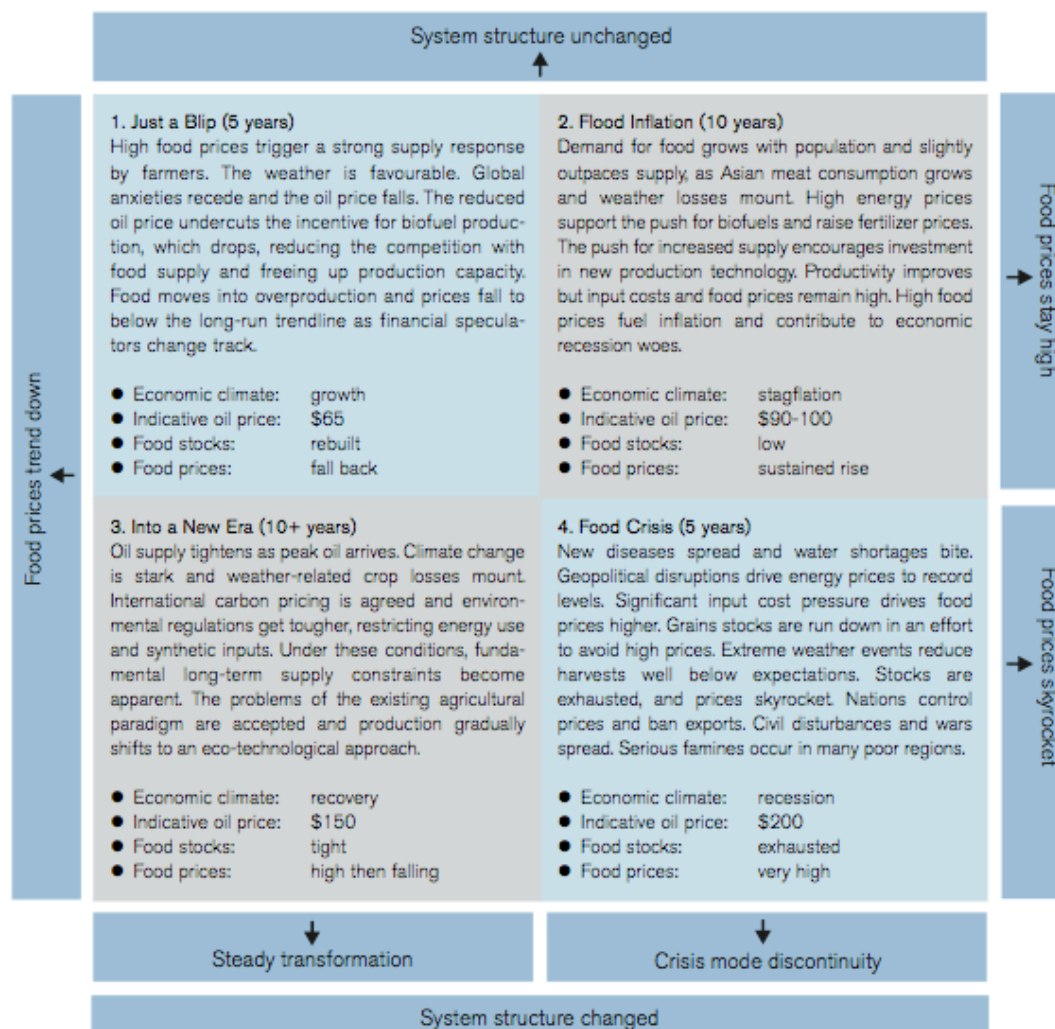 System structure unchanged
Food prices trend down
1. Just a Blip (5 years)
High food prices trigger a strong supply response
by farmers. The weather is favourable. Global
anxieties recede and the oil price falls. The reduced
oil price undercuts the incentive for biofuel produc-
tion, which drops, reducing the competition with
food supply and freeing up production capacity.
Food moves into overproduction and prices fall to
below the long-run trendline as financial specula-
tors change track.
● Economic climate: growth
● Indicative oil price: $65
● Food stocks: rebuilt
● Food prices: fall back
2. Flood Inflation (10 years)
Demand for food grows with population and slightly
outpaces supply, as Asian meat consumption grows
and weather losses mount. High energy prices
support the push for biofuels and raise fertilizer prices.
The push for increased supply encourages investment
in new production technology. Productivity improves
but input costs and food prices remain high. High food
prices fuel inflation and contribute to economic
recession woes.
● Economic climate: stagflation
● Indicative oil price: $90-100
● Food stocks: low
● Food prices: sustained rise
Food prices stay high
3. Into a New Era (10+ years)
Oil supply tightens as peak oil arrives. Climate change
is stark and weather-related crop losses mount.
International carbon pricing is agreed and environ-
mental regulations get tougher, restricting energy use
and synthetic inputs. Under these conditions, funda-
mental long-term supply constraints become
apparent. The problems of the existing agricultural
paradigm are accepted and production gradually
shifts to an eco-technological approach.
● Economic climate: recovery
● Indicative oil price: $150
● Food stocks: tight
● Food prices: high then falling
4. Food Crisis (5 years)
New diseases spread and water shortages bite.
Geopolitical disruptions drive energy prices to record
levels. Significant input cost pressure drives food
prices higher. Grains stocks are run down in an effort
to avoid high prices. Extreme weather events reduce
harvests well below expectations. Stocks are
exhausted, and prices skyrocket. Nations control
prices and ban exports. Civil disturbances and wars
spread. Serious famines occur in many poor regions.
● Economic climate: recession
● Indicative oil price: $200
● Food stocks: exhausted
● Food prices: very high
Food prices skyrocket
Steady transformation
Crisis mode discontinuity
System structure changed